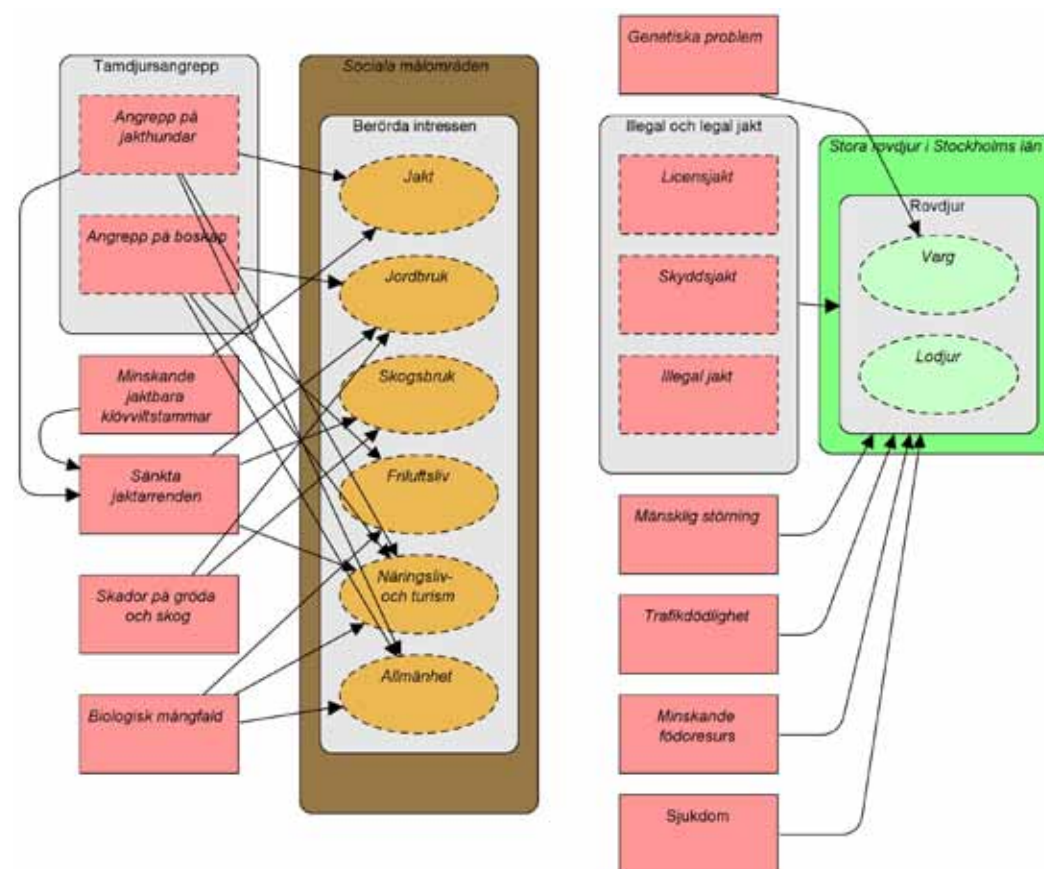 Tamdjursangrepp
Angrepp på
jakthundar
Angrepp på boskap
Minskande
jaktbara
klövviltstammar
Sänkta
jaktarrenden
Skador på gröda
och skog
Biologisk mångfald
Sociala målområden
Berörda intressen
Jakt
Jordbruk
Skogsbruk
Friluftsliv
Näringsliv-
och turism
Allmänhet
Genetiska problem
Illegal och legal jakt
Licensjakt
Skyddsjakt
Illegal jakt
Mänsklig störning
Trafikdödlighet
Minskande
födoresurs
Sjukdom
Stora rovdjur i Stockholms län
Rovdjur
Varg
Lodjur